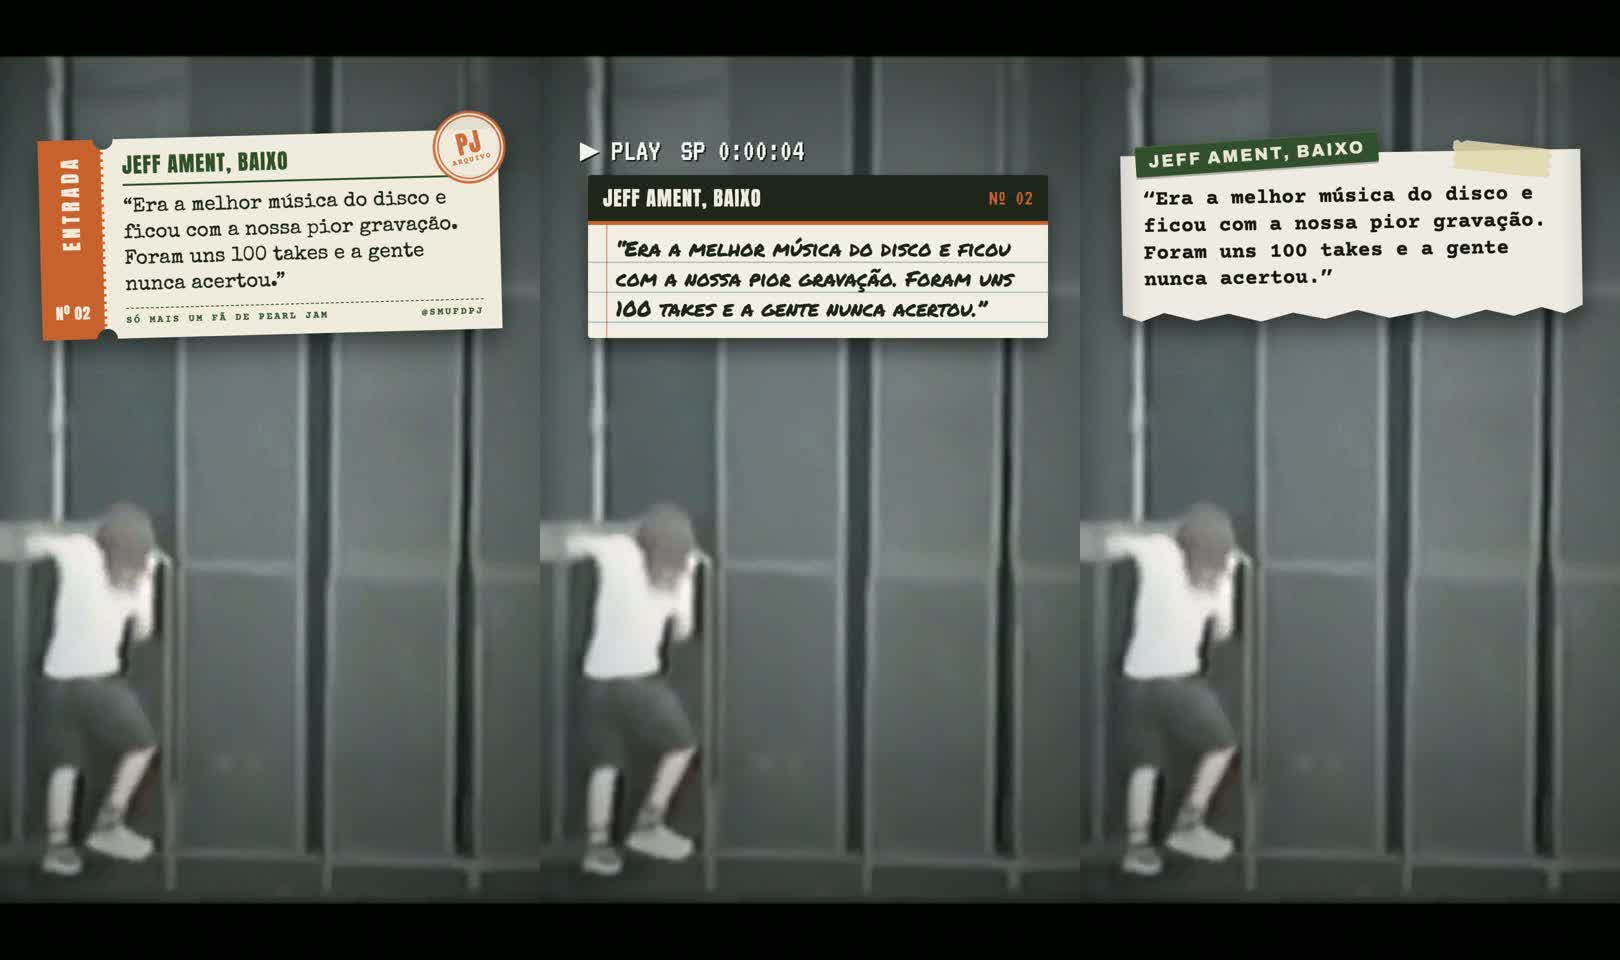 ENTRADA
Nº 02
JEFF AMENT, BAIXO
PJ
ARQUIVO
“Era a melhor música do disco e
ficou com a nossa pior gravação.
Foram uns 100 takes e a gente
nunca acertou.”
SÓ MAIS UM FÃ DE PEARL JAM
@SMUFDPJ
PLAY SP 0:00:04
JEFF AMENT, BAIXO
Nº 02
“ERA A MELHOR MÚSICA DO DISCO E FICOU
COM A NOSSA PIOR GRAVAÇÃO. FORAM UNS
100 TAKES E A GENTE NUNCA ACERTOU.”
JEFF AMENT, BAIXO
“Era a melhor música do disco e
ficou com a nossa pior gravação.
Foram uns 100 takes e a gente
nunca acertou.”